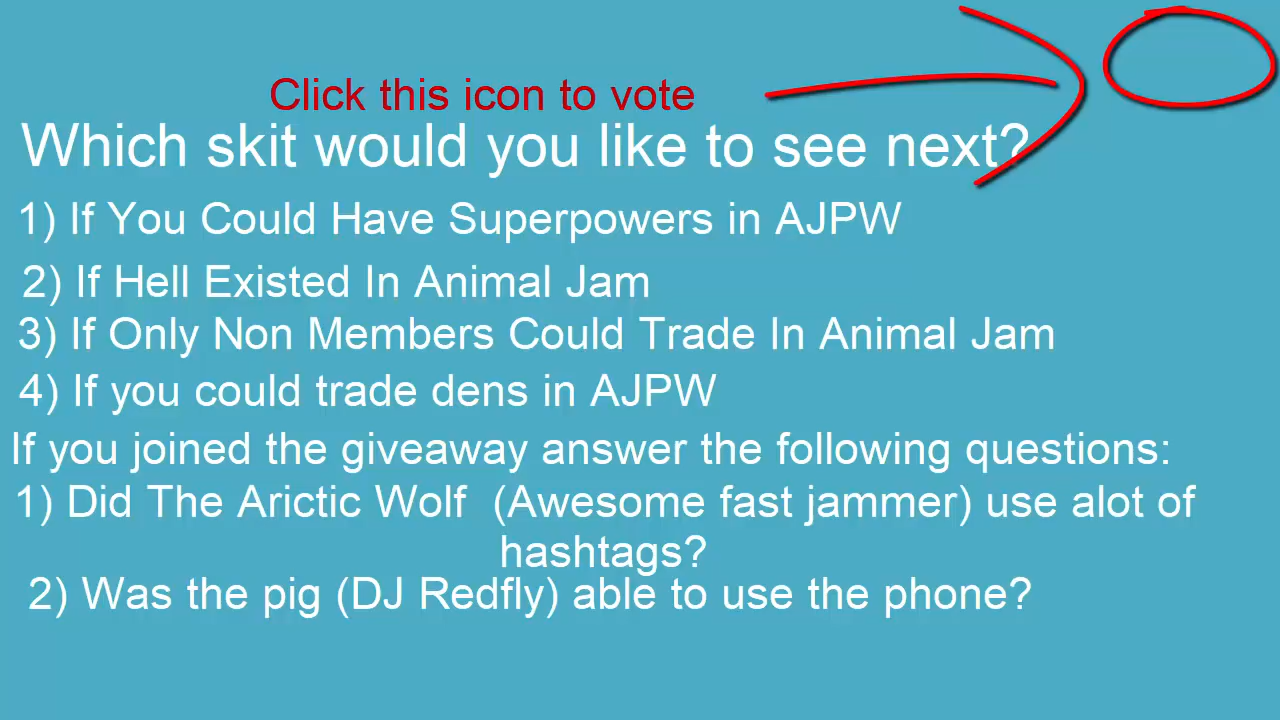 Click this icon to vote
Which skit would you like to see next?
1) If You Could Have Superpowers in AJPW
2) If Hell Existed In Animal Jam
3) If Only Non Members Could Trade In Animal Jam
4) If you could trade dens in AJPW
If you joined the giveaway answer the following questions:
1) Did The Arictic Wolf (Awesome fast jammer) use alot of
hashtags?
2) Was the pig (DJ Redfly) able to use the phone?